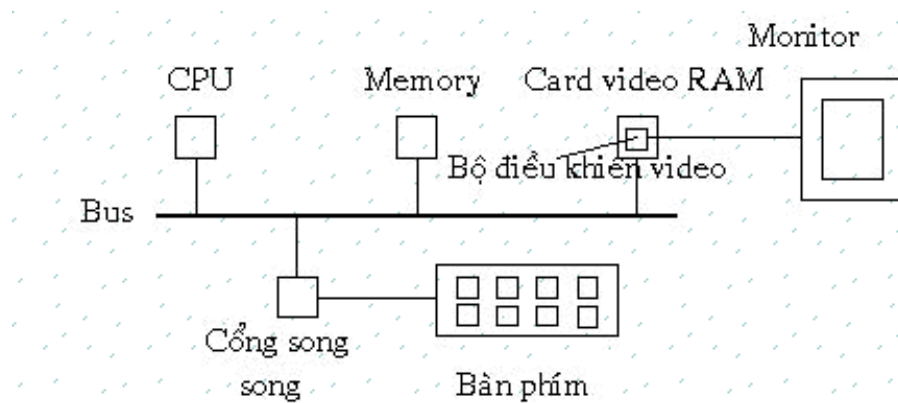 Monitor
CPU
Memory
Card video RAM
Bộ điều khiển video
Bus
Cổng song
song
Bàn phím